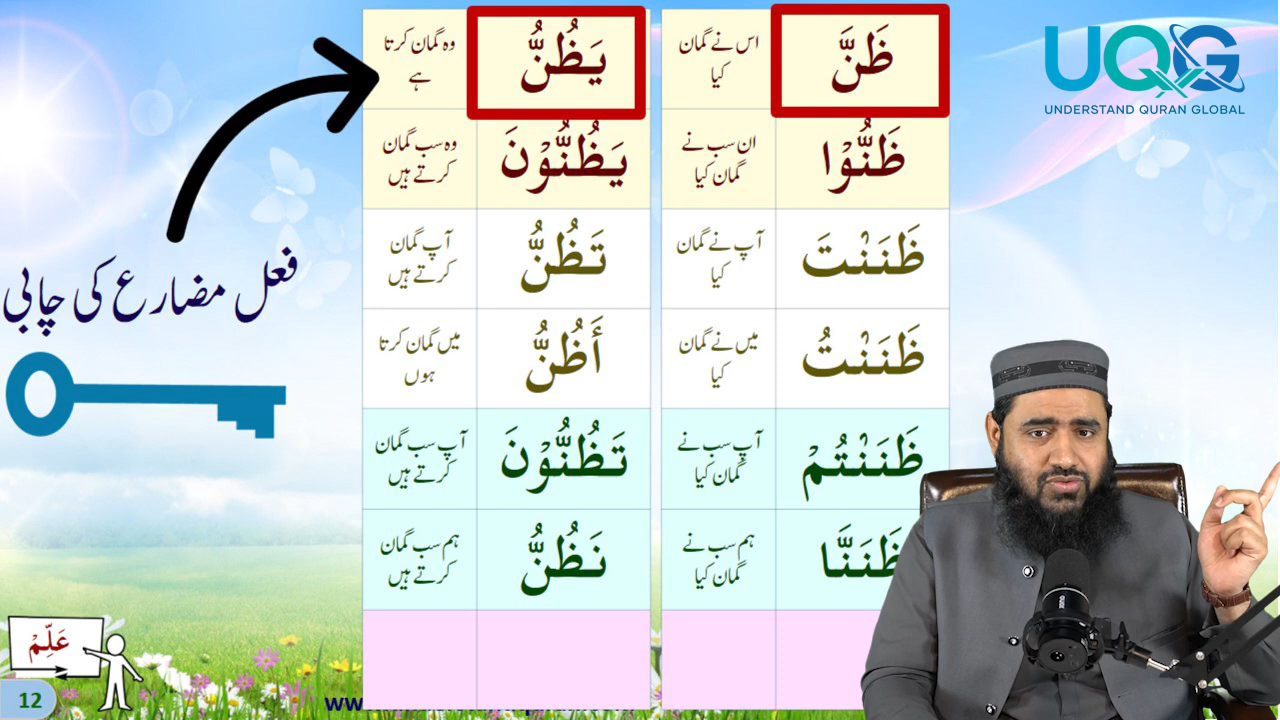 UQG
UNDERSTAND QURAN GLOBAL
ظَنَّ
اس نے گمان
کیا
يَظُنُّ
وہ گمان کرتا
ہے
ظَنُّوْا
ان سب نے
گمان کیا
يَظُنُّوْنَ
وہ سب گمان
کرتے ہیں
ظَنَنْتَ
آپ نے گمان
کیا
تَظُنُّ
آپ گمان
کرتے ہیں
ظَنَنْتُ
میں نے گمان
کیا
أَظُنُّ
میں گمان کرتا
ہوں
ظَنَنْتُمْ
آپ سب نے
گمان کیا
تَظُنُّوْنَ
آپ سب گمان
کرتے ہیں
ظَنَنَّا
ہم سب نے
گمان کیا
نَظُنُّ
ہم سب گمان
کرتے ہیں
فعل مضارع کی چابی
عَلِّمْ
12